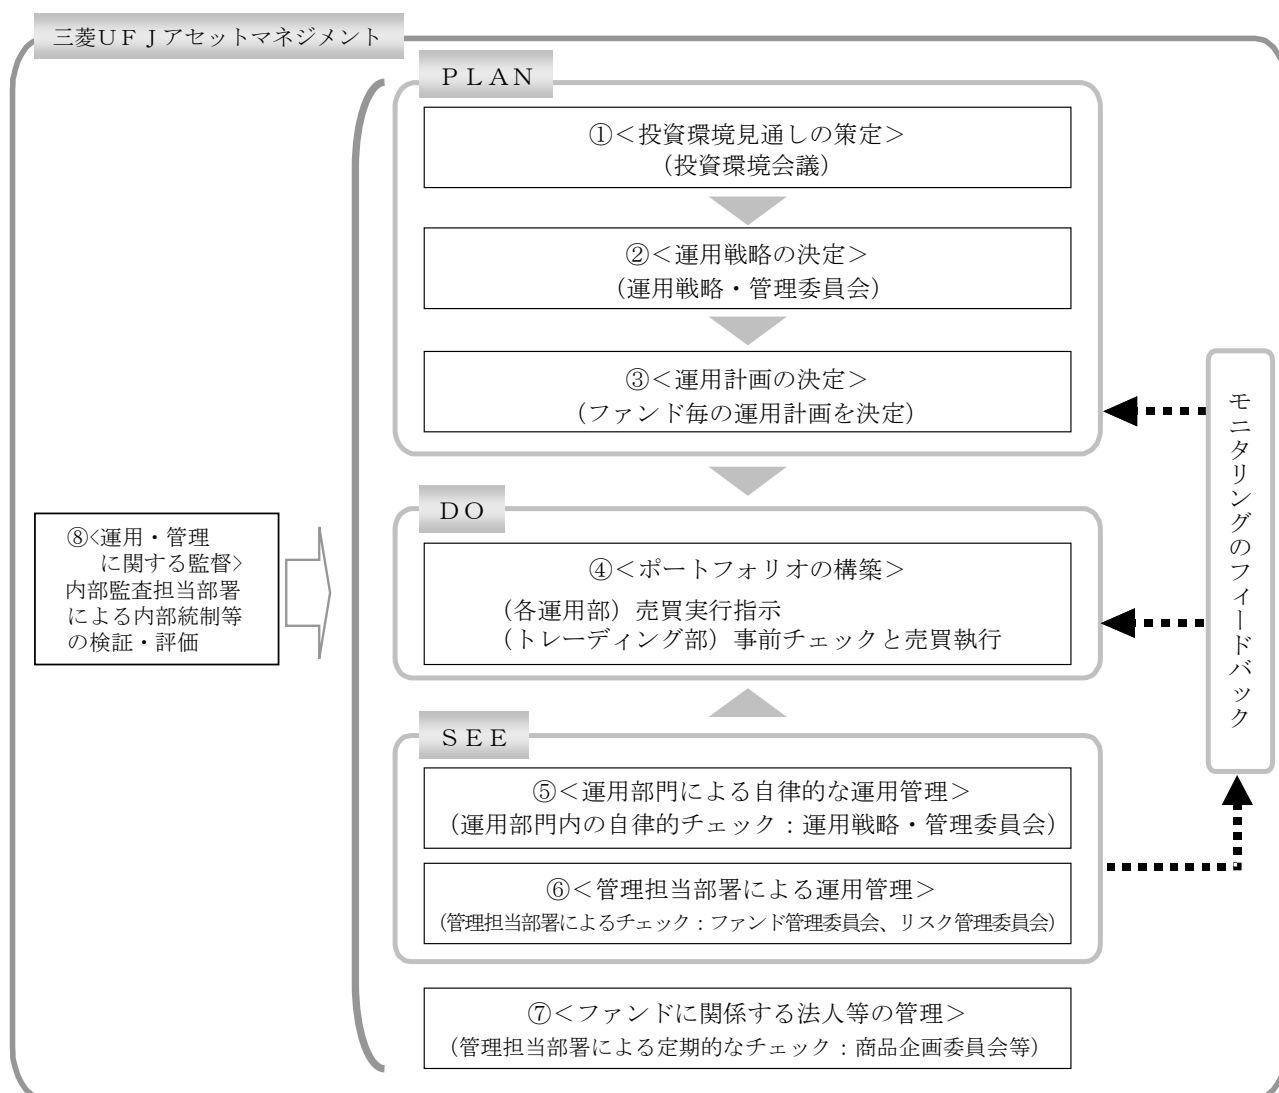 三菱ＵＦＪアセットマネジメント
ＰＬＡＮ
①＜投資環境見通しの策定＞
（投資環境会議）
②＜運用戦略の決定＞
（運用戦略・管理委員会）
③＜運用計画の決定＞
（ファンド毎の運用計画を決定）
ＤＯ
④＜ポートフォリオの構築＞
（各運用部）売買実行指示
（トレーディング部）事前チェックと売買執行
ＳＥＥ
⑤＜運用部門による自律的な運用管理＞
（運用部門内の自律的チェック：運用戦略・管理委員会）
⑥＜管理担当部署による運用管理＞
（管理担当部署によるチェック：ファンド管理委員会、リスク管理委員会）
⑦＜ファンドに関係する法人等の管理＞
（管理担当部署による定期的なチェック：商品企画委員会等）
⑧<運用・管理
に関する監督>
内部監査担当部署
による内部統制等
の検証・評価
モニタリングのフィードバック